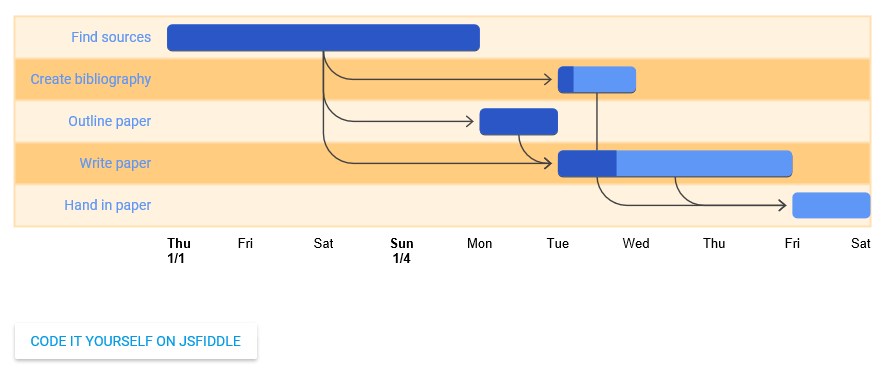 Find sources
Create bibliography
Outline paper
Write paper
Hand in paper
Thu Fri Sat Sun Mon Tue Wed Thu Fri Sat
1/1 1/4
CODE IT YOURSELF ON JSFIDDLE